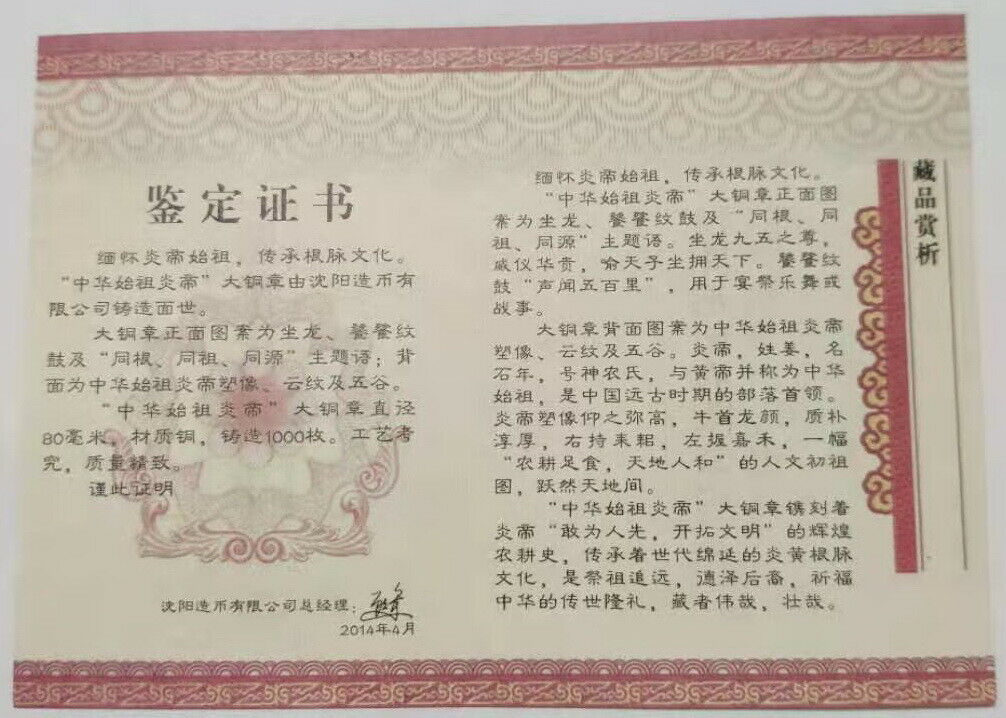 鉴定证书
缅怀炎帝始祖，传承根脉文化。
“中华始祖炎帝”大铜章由沈阳造币有
限公司铸造面世。
大铜章正面图案为坐龙、饕餮纹
鼓及“同根、同祖、同源”主题语；背
面为中华始祖炎帝塑像、云纹及五谷。
“中华始祖炎帝”大铜章直径
80毫米，材质铜，铸造1000枚。工艺考
究，质量精致。
谨此证明
沈阳造币有限公司总经理：
2014年4月
藏品赏析
缅怀炎帝始祖，传承根脉文化。
“中华始祖炎帝”大铜章正面图
案为坐龙、饕餮纹鼓及“同根、同
祖、同源”主题语。坐龙九五之尊，
威仪华贵，喻天子坐拥天下。饕餮纹
鼓“声闻五百里”，用于宴祭乐舞或
战事。
大铜章背面图案为中华始祖炎帝
塑像、云纹及五谷。炎帝，姓姜，名
石年，号神农氏，与黄帝并称为中华
始祖，是中国远古时期的部落首领。
炎帝塑像仰之弥高，牛首龙颜，质朴
淳厚，右持耒耜，左握嘉禾，一幅
“农耕足食，天地人和”的人文初祖
图，跃然天地间。
“中华始祖炎帝”大铜章镌刻着
炎帝“敢为人先，开拓文明”的辉煌
农耕史，传承着世代绵延的炎黄根脉
文化，是祭祖追远，德泽后裔，祈福
中华的传世隆礼，藏者伟哉，壮哉。